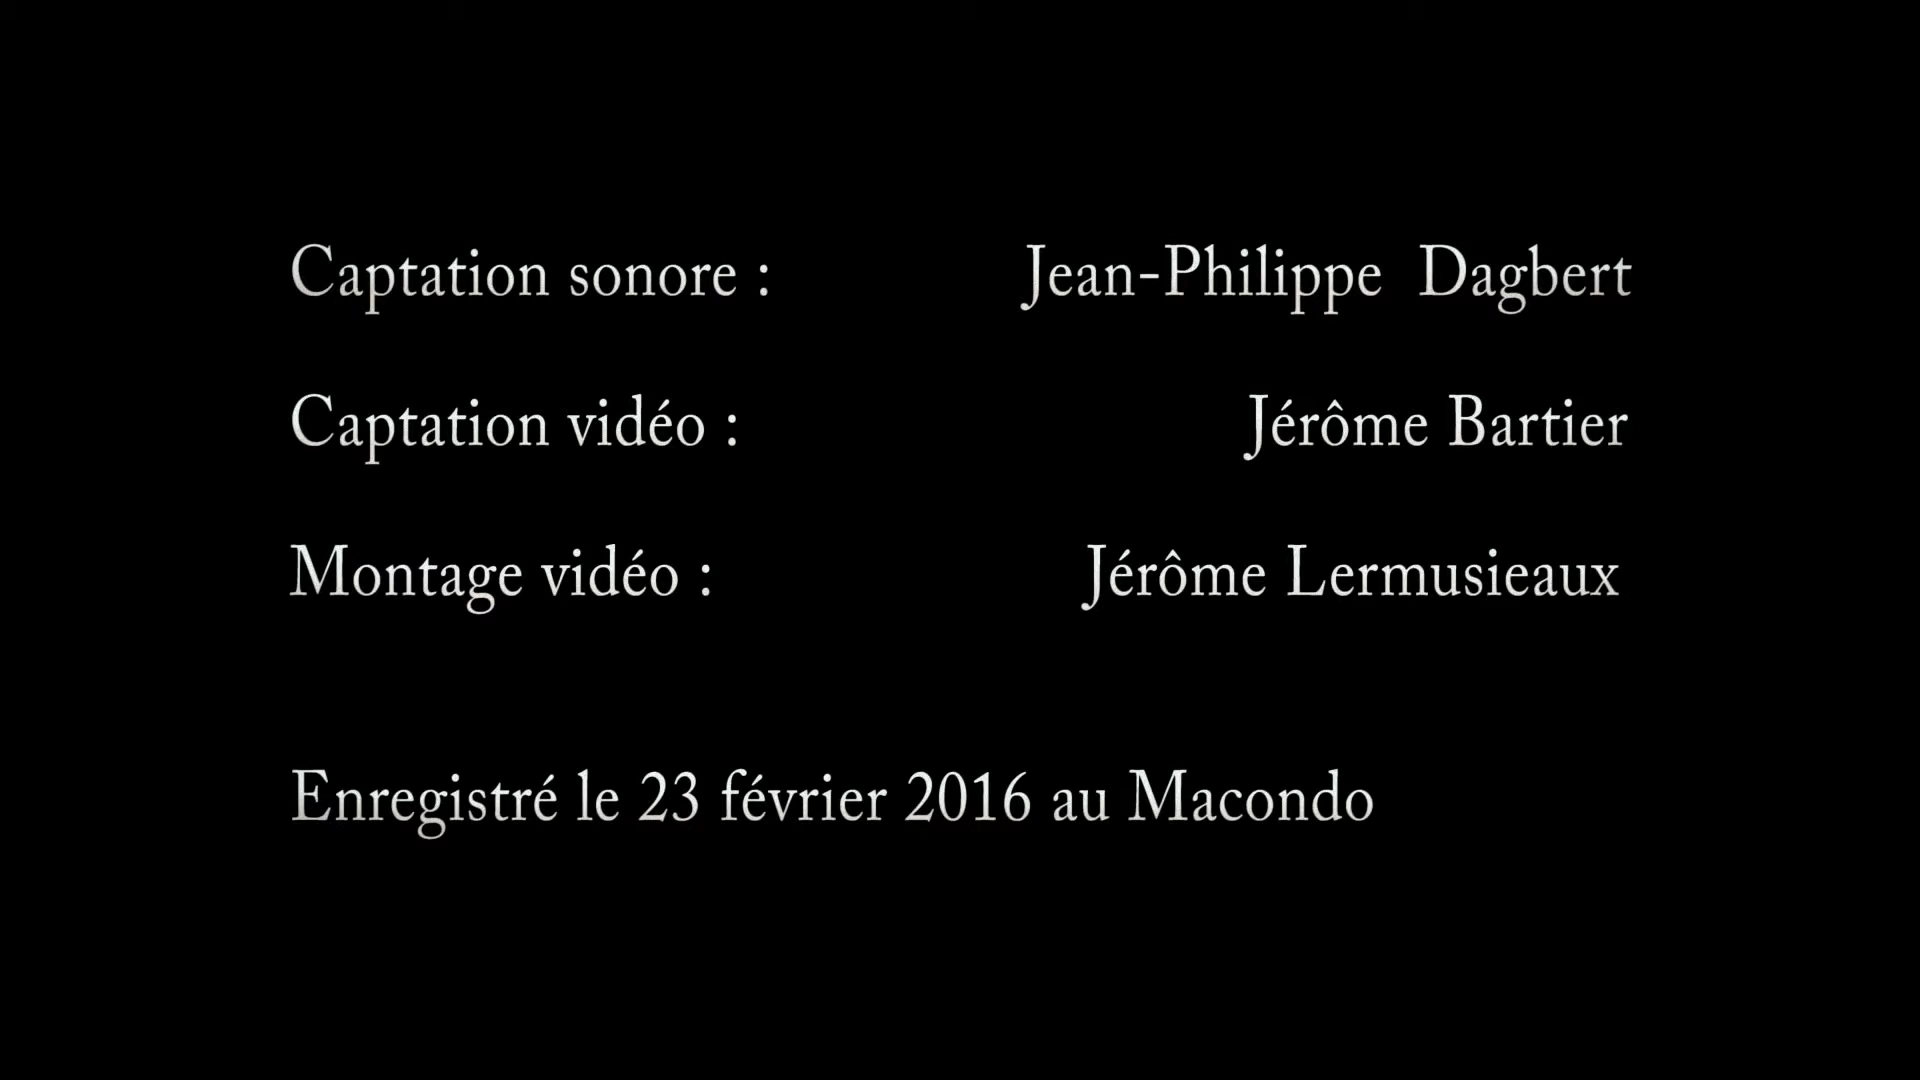 Captation sonore : Jean-Philippe Dagbert
Captation vidéo : Jérôme Bartier
Montage vidéo : Jérôme Lermusieaux
Enregistré le 23 février 2016 au Macondo